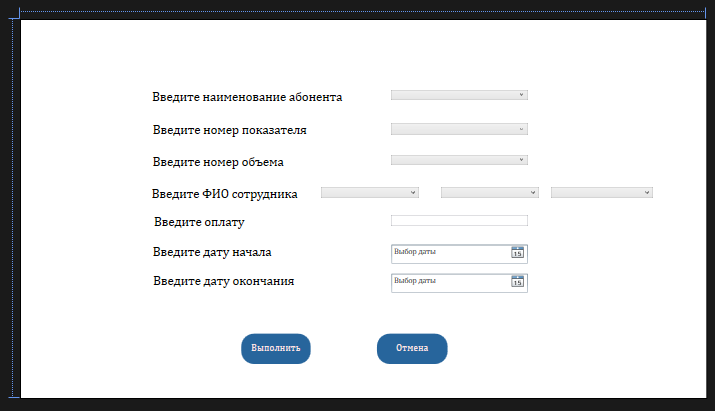 Введите наименование абонента
Введите номер показателя
Введите номер объема
Введите ФИО сотрудника
Введите оплату
Введите дату начала
Выбор даты
15
Введите дату окончания
Выбор даты
15
Выполнить
Отмена